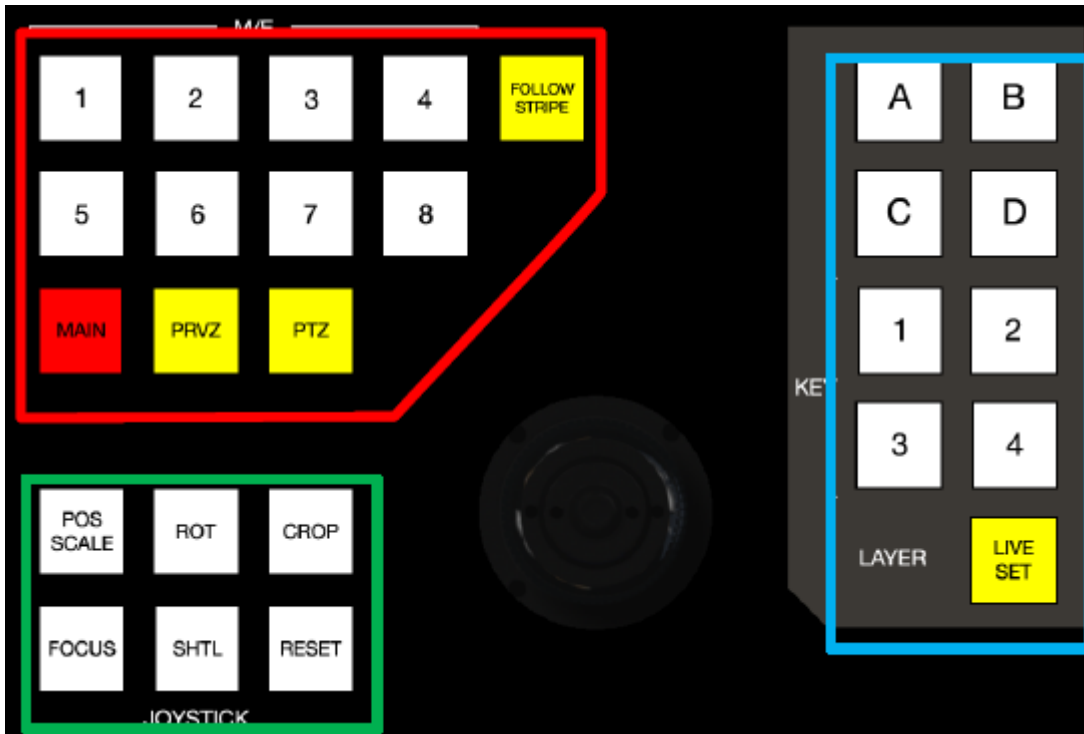 M/E
1 2 3 4 FOLLOW
STRIPE
5 6 7 8
MAIN PRVZ PTZ
POS
SCALE ROT CROP
FOCUS SHTL RESET
JOYSTICK
A B
C D
1 2
KEY
3 4
LAYER LIVE
SET